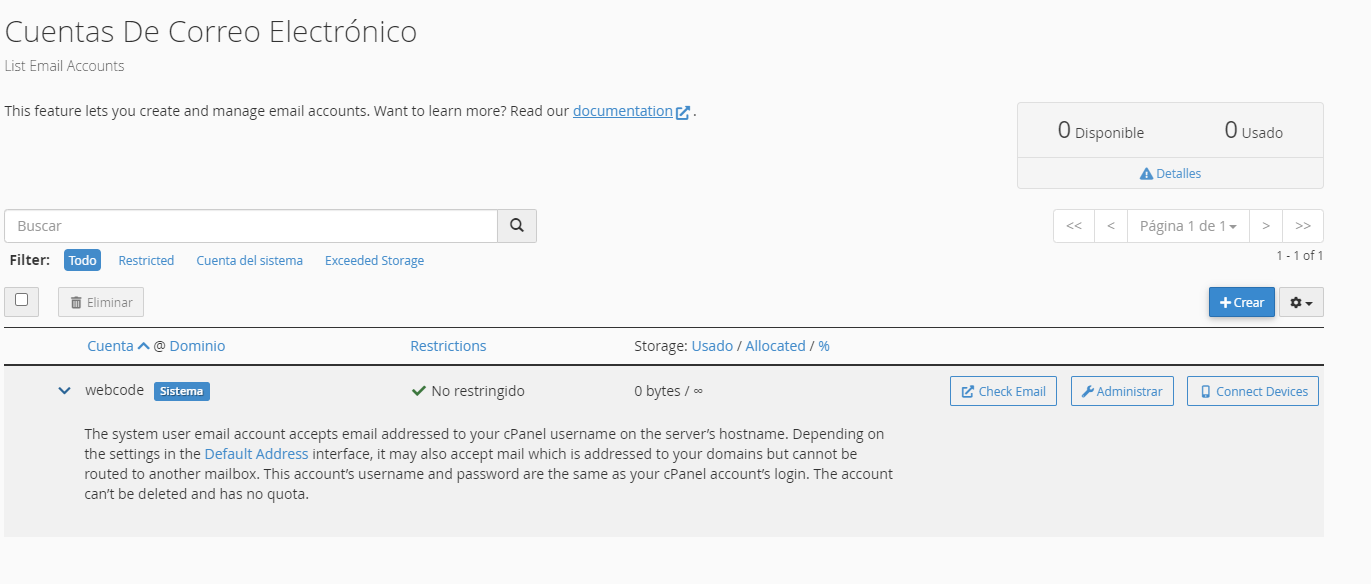 Cuentas De Correo Electrónico
List Email Accounts
This feature lets you create and manage email accounts. Want to learn more? Read our documentation .
0 Disponible 0 Usado
Detalles
Buscar
<< < Página 1 de 1 > >>
Filter: Todo Restricted Cuenta del sistema Exceeded Storage
1 - 1 of 1
Eliminar
Crear
Cuenta @ Dominio Restrictions Storage: Usado / Allocated / %
webcode Sistema No restringido 0 bytes / ∞ Check Email Administrar Connect Devices
The system user email account accepts email addressed to your cPanel username on the server’s hostname. Depending on
the settings in the Default Address interface, it may also accept mail which is addressed to your domains but cannot be
routed to another mailbox. This account’s username and password are the same as your cPanel account’s login. The account
can’t be deleted and has no quota.